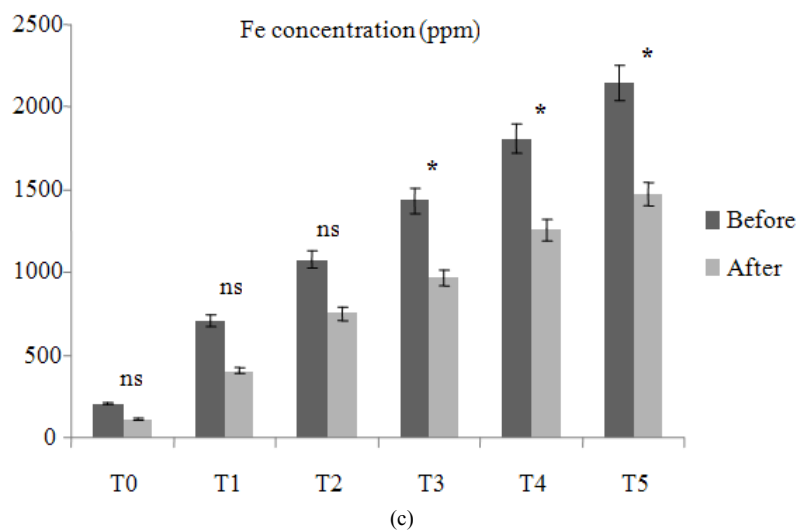 Fe concentration (ppm)
2500
2000
1500
1000
500
0
ns
ns
ns
*
*
*
Before
After
T0 T1 T2 T3 T4 T5
(c)